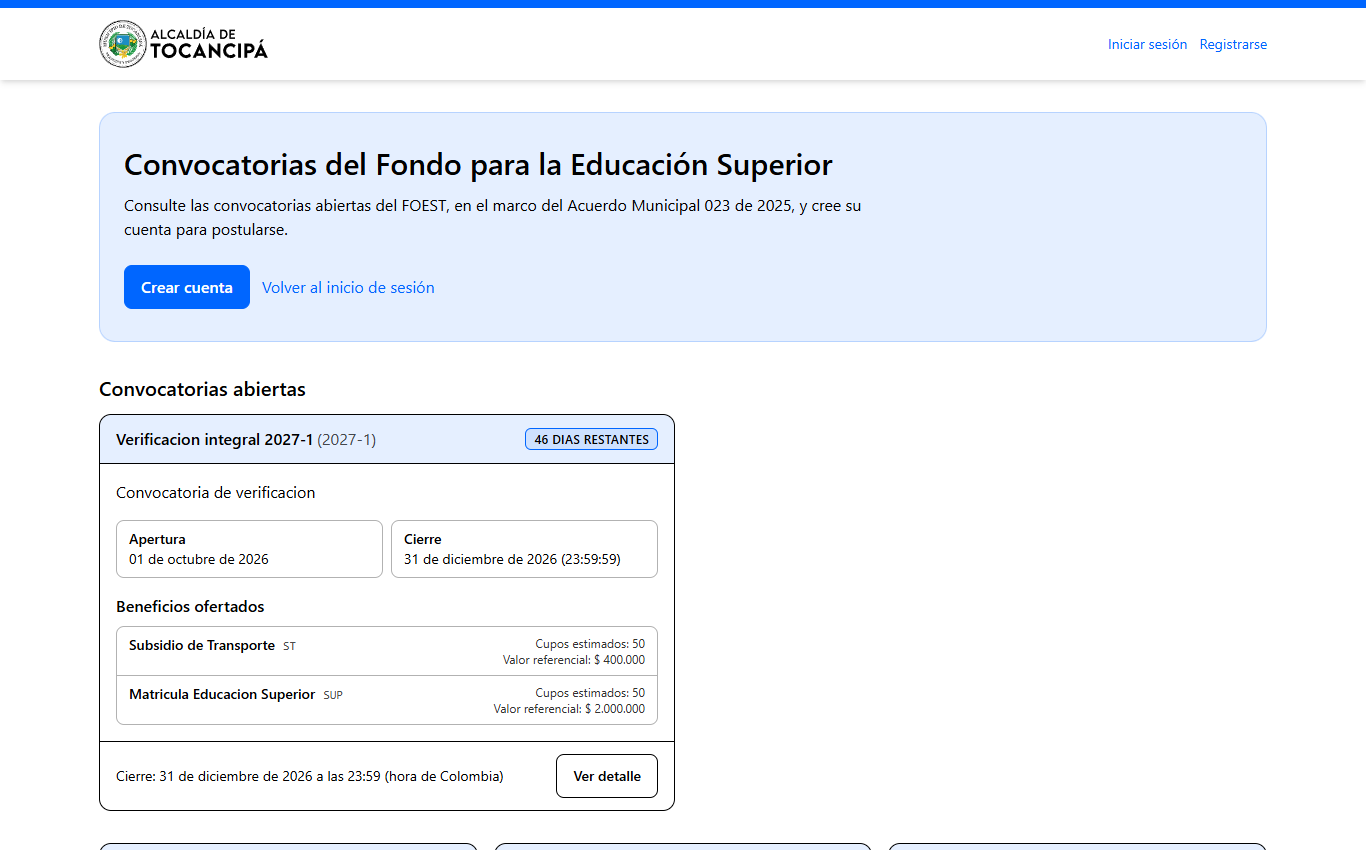 ALCALDÍA DE
TOCANCIPÁ
Iniciar sesión Registrarse
Convocatorias del Fondo para la Educación Superior
Consulte las convocatorias abiertas del FOEST, en el marco del Acuerdo Municipal 023 de 2025, y cree su
cuenta para postularse.
Crear cuenta Volver al inicio de sesión
Convocatorias abiertas
Verificacion integral 2027-1 (2027-1) 46 DIAS RESTANTES
Convocatoria de verificacion
Apertura
01 de octubre de 2026
Cierre
31 de diciembre de 2026 (23:59:59)
Beneficios ofertados
Subsidio de Transporte ST
Cupos estimados: 50
Valor referencial: $ 400.000
Matricula Educacion Superior SUP
Cupos estimados: 50
Valor referencial: $ 2.000.000
Cierre: 31 de diciembre de 2026 a las 23:59 (hora de Colombia) Ver detalle